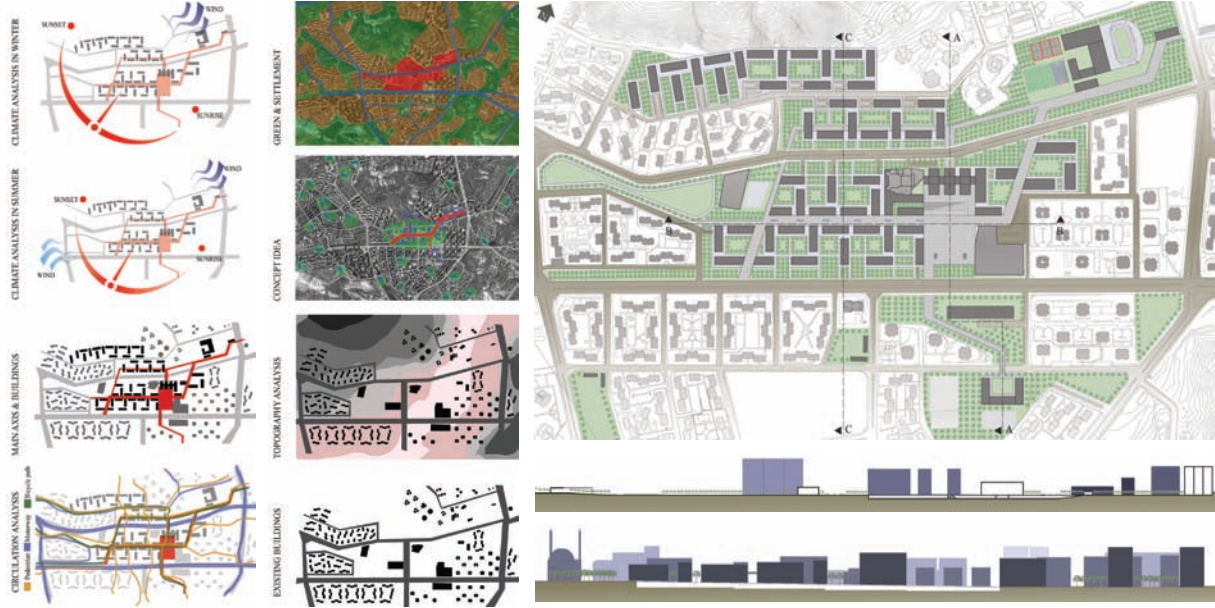 CLIMATE ANALYSIS IN WINTER
SUNSET
WIND
SUNRISE
GREEN & SETTLEMENT
CLIMATE ANALYSIS IN SUMMER
SUNSET
WIND
SUNRISE
WIND
CONCEPT IDEA
MAIN AXIS & BUILDINGS
TOPOGRAPHY ANALYSIS
CIRCULATION ANALYSIS
Pedestrian
Motorway
Bicycle path
EXISTING BUILDINGS
C
A
B
B
C
A